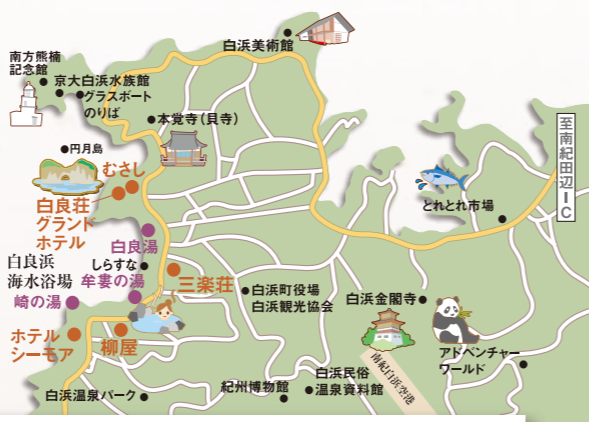 白浜美術館
南方熊楠
記念館
京大白浜水族館
グラスボート
のりば
本覚寺（貝寺）
円月島
むさし
白良荘
グランド
ホテル
至南紀田辺IC
とれとれ市場
白良湯
白良浜
海水浴場
しらすな
牟婁の湯
崎の湯
三楽荘
白浜町役場
白浜観光協会
白浜金閣寺
ホテル
シーモア
柳屋
アドベンチャー
ワールド
南紀白浜空港
白浜温泉パーク
紀州博物館
白浜民俗
温泉資料館